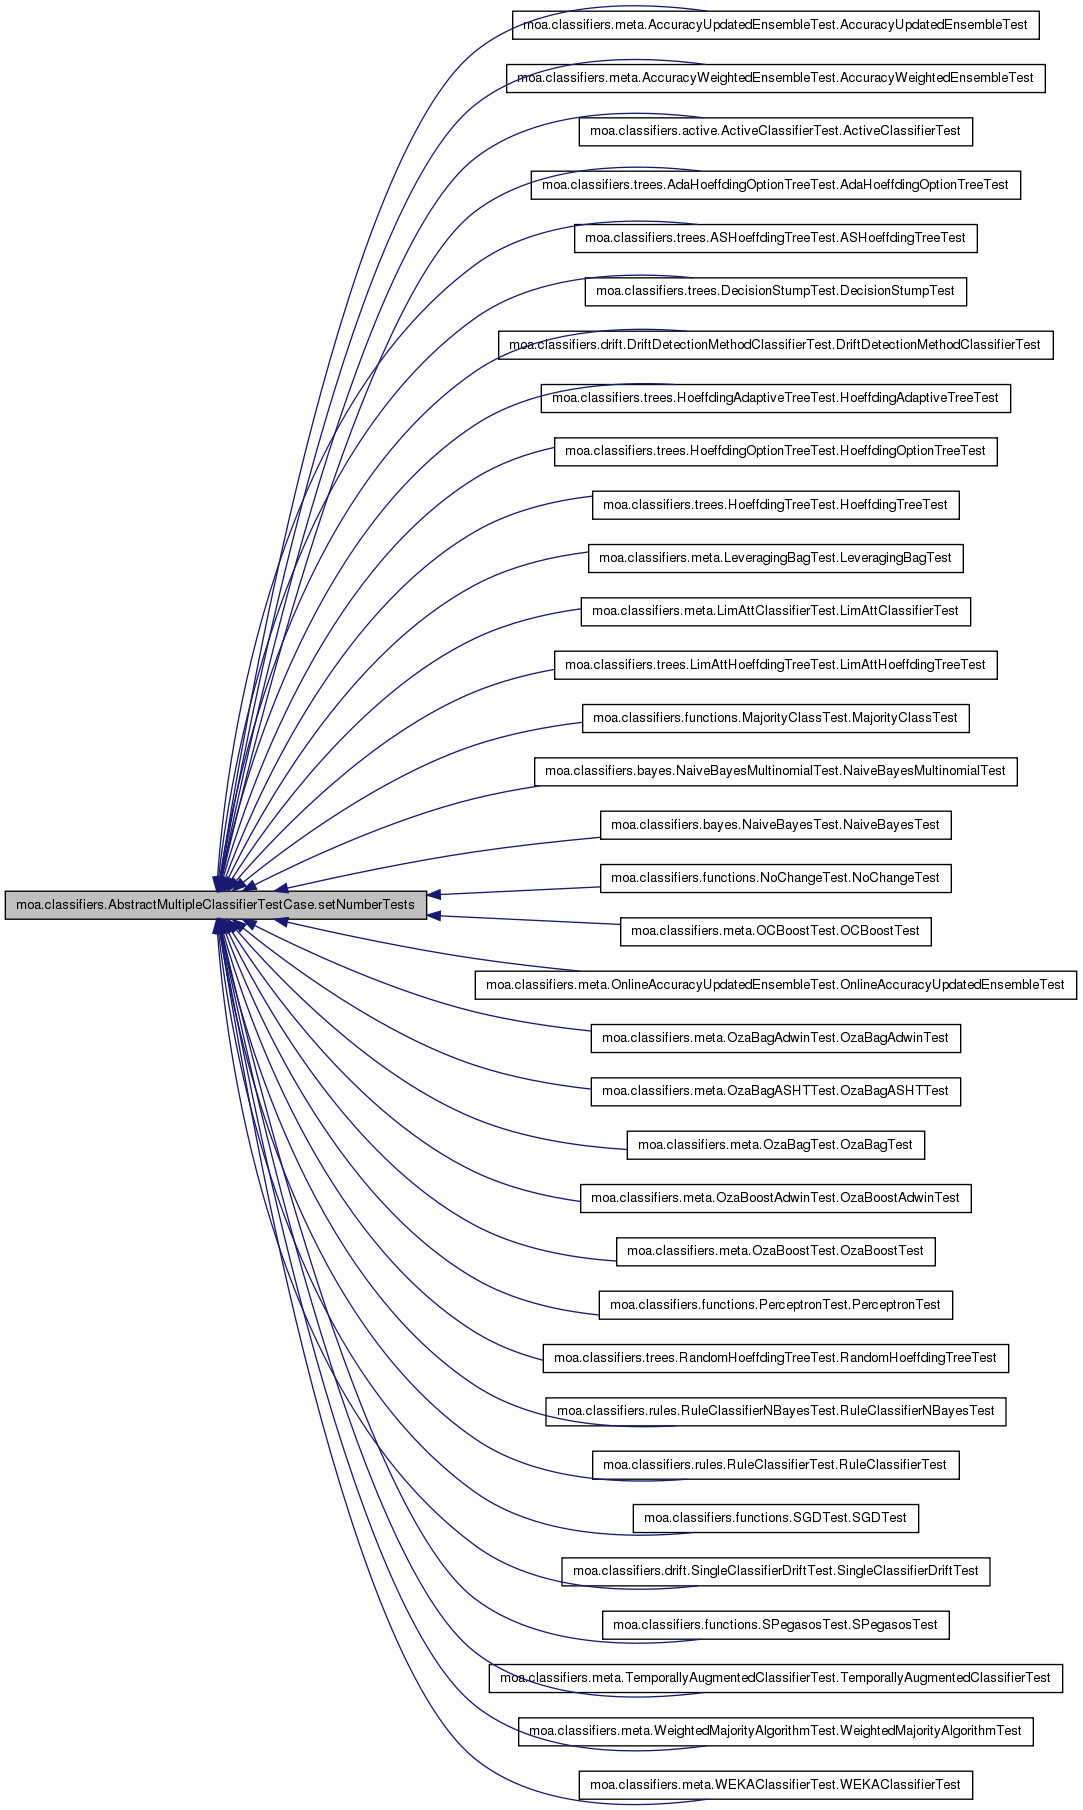 moa.classifiers.meta.AccuracyUpdatedEnsembleTest.AccuracyUpdatedEnsembleTest
moa.classifiers.meta.AccuracyWeightedEnsembleTest.AccuracyWeightedEnsembleTest
moa.classifiers.active.ActiveClassifierTest.ActiveClassifierTest
moa.classifiers.trees.AdaHoeffdingOptionTreeTest.AdaHoeffdingOptionTreeTest
moa.classifiers.trees.ASHoeffdingTreeTest.ASHoeffdingTreeTest
moa.classifiers.trees.DecisionStumpTest.DecisionStumpTest
moa.classifiers.drift.DriftDetectionMethodClassifierTest.DriftDetectionMethodClassifierTest
moa.classifiers.trees.HoeffdingAdaptiveTreeTest.HoeffdingAdaptiveTreeTest
moa.classifiers.trees.HoeffdingOptionTreeTest.HoeffdingOptionTreeTest
moa.classifiers.trees.HoeffdingTreeTest.HoeffdingTreeTest
moa.classifiers.meta.LeveragingBagTest.LeveragingBagTest
moa.classifiers.meta.LimAttClassifierTest.LimAttClassifierTest
moa.classifiers.trees.LimAttHoeffdingTreeTest.LimAttHoeffdingTreeTest
moa.classifiers.functions.MajorityClassTest.MajorityClassTest
moa.classifiers.bayes.NaiveBayesMultinomialTest.NaiveBayesMultinomialTest
moa.classifiers.bayes.NaiveBayesTest.NaiveBayesTest
moa.classifiers.functions.NoChangeTest.NoChangeTest
moa.classifiers.AbstractMultipleClassifierTestCase.setNumberTests
moa.classifiers.meta.OCBoostTest.OCBoostTest
moa.classifiers.meta.OnlineAccuracyUpdatedEnsembleTest.OnlineAccuracyUpdatedEnsembleTest
moa.classifiers.meta.OzaBagAdwinTest.OzaBagAdwinTest
moa.classifiers.meta.OzaBagASHTTest.OzaBagASHTTest
moa.classifiers.meta.OzaBagTest.OzaBagTest
moa.classifiers.meta.OzaBoostAdwinTest.OzaBoostAdwinTest
moa.classifiers.meta.OzaBoostTest.OzaBoostTest
moa.classifiers.functions.PerceptronTest.PerceptronTest
moa.classifiers.trees.RandomHoeffdingTreeTest.RandomHoeffdingTreeTest
moa.classifiers.rules.RuleClassifierNBayesTest.RuleClassifierNBayesTest
moa.classifiers.rules.RuleClassifierTest.RuleClassifierTest
moa.classifiers.functions.SGDTest.SGDTest
moa.classifiers.drift.SingleClassifierDriftTest.SingleClassifierDriftTest
moa.classifiers.functions.SPegasosTest.SPegasosTest
moa.classifiers.meta.TemporallyAugmentedClassifierTest.TemporallyAugmentedClassifierTest
moa.classifiers.meta.WeightedMajorityAlgorithmTest.WeightedMajorityAlgorithmTest
moa.classifiers.meta.WEKAClassifierTest.WEKAClassifierTest